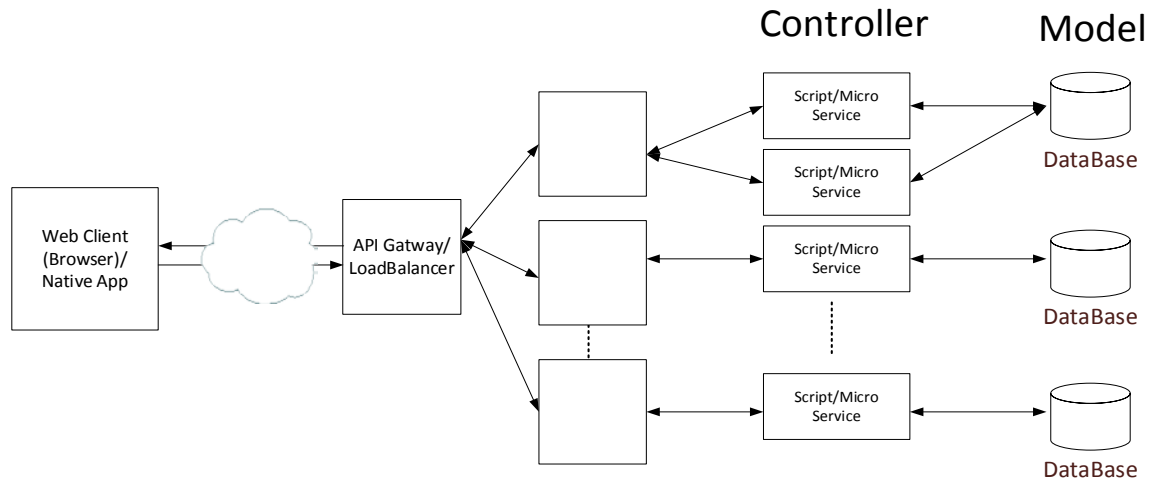 Controller
Model
Script/Micro
Service
DataBase
Script/Micro
Service
Web Client
(Browser)/
Native App
API Gatway/
LoadBalancer
Script/Micro
Service
DataBase
Script/Micro
Service
DataBase